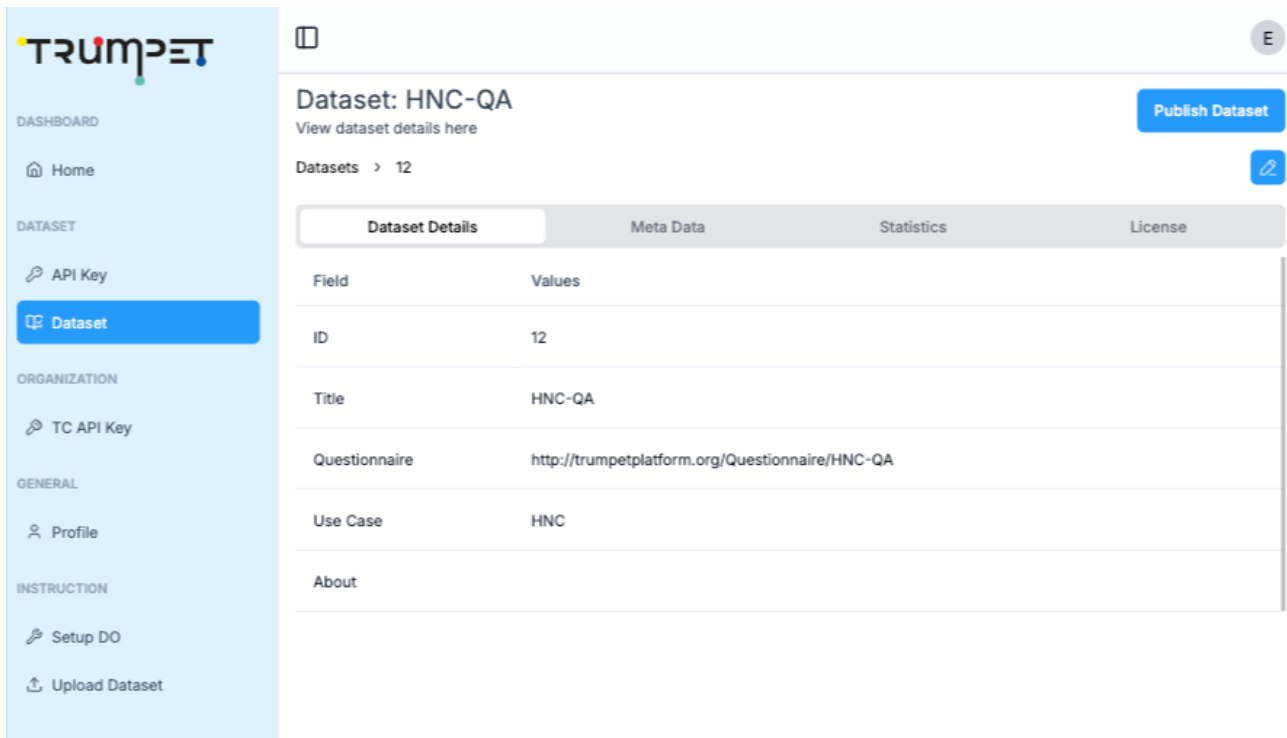 TRUMPET
E
DASHBOARD
Home
DATASET
API Key
Dataset
ORGANIZATION
TC API Key
GENERAL
Profile
INSTRUCTION
Setup DO
Upload Dataset
Dataset: HNC-QA
View dataset details here
Publish Dataset
Datasets > 12
Dataset Details Meta Data Statistics License
Field Values
ID 12
Title HNC-QA
Questionnaire http://trumpetplatform.org/Questionnaire/HNC-QA
Use Case HNC
About